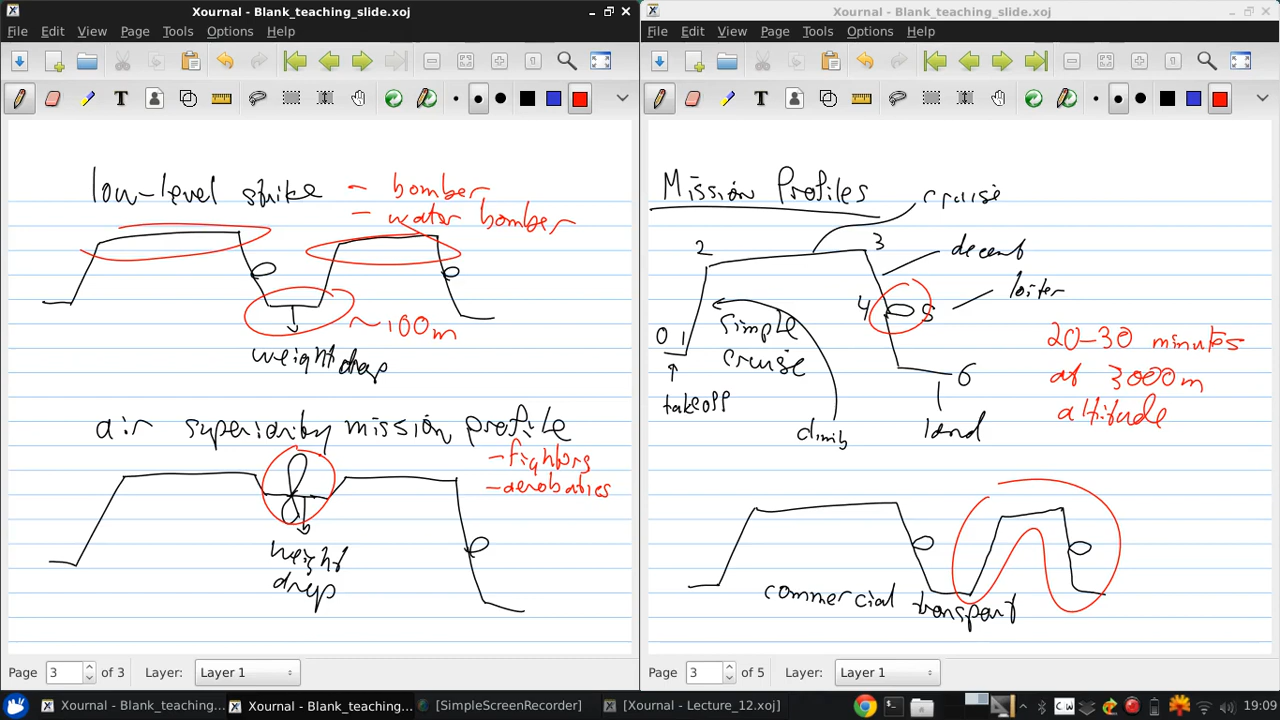 Xournal - Blank_teaching_slide.xoj
File Edit View Page Tools Options Help
low-level strike
- bomber
- water bomber
~100m
weight drop
air superiority mission profile
- fighters
- aerobatics
weight
drop
Page 3 of 3 Layer: Layer 1
Xournal - Blank_teaching_slide.xoj
File Edit View Page Tools Options Help
Mission Profiles
cruise
2
3
decent
loiter
4
5
0 1
simple
cruise
20-30 minutes
at 3000m
altitude
6
takeoff
climb
land
commercial transport
Page 3 of 5 Layer: Layer 1
Xournal - Blank_teaching_... Xournal - Blank_teaching_... [SimpleScreenRecorder] [Xournal - Lecture_12.xoj] 19:09